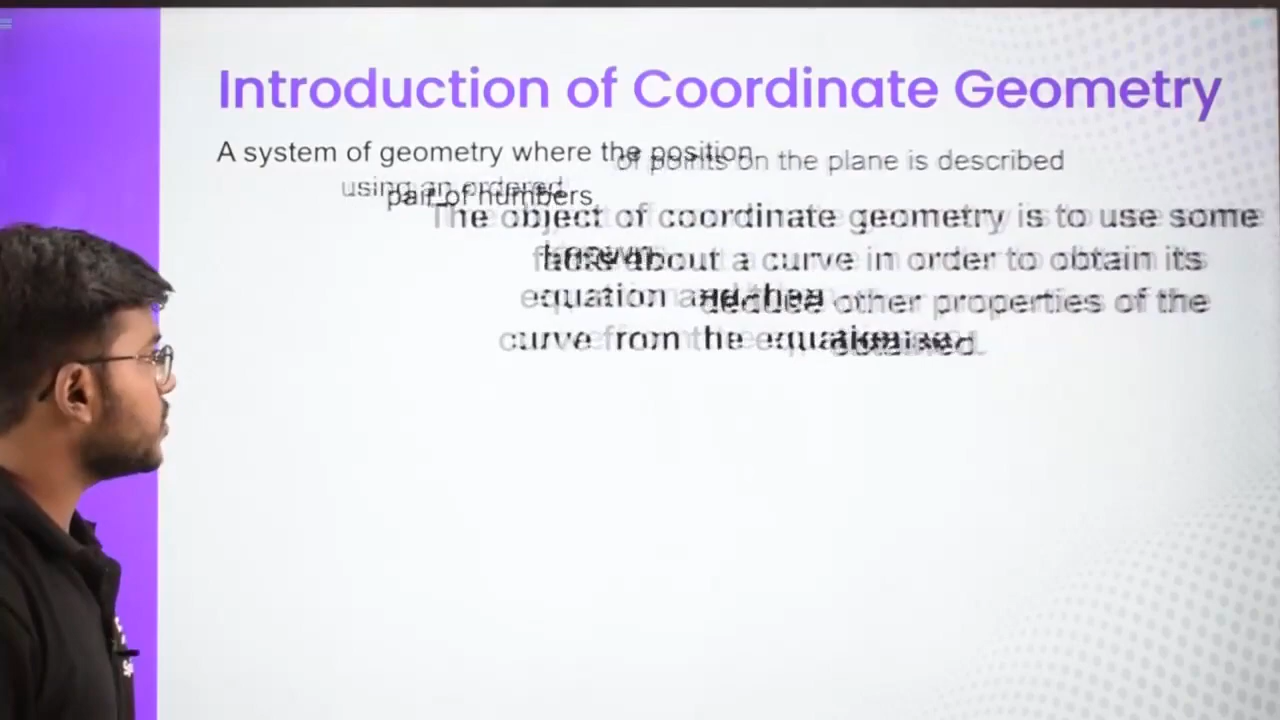 Introduction of Coordinate Geometry
A system of geometry where the position
of points on the plane is described
using an ordered
pair of numbers.
The object of coordinate geometry is to use some
known
facts about a curve in order to obtain its
equation and then
deduce other properties of the
curve from the equation so
obtained.